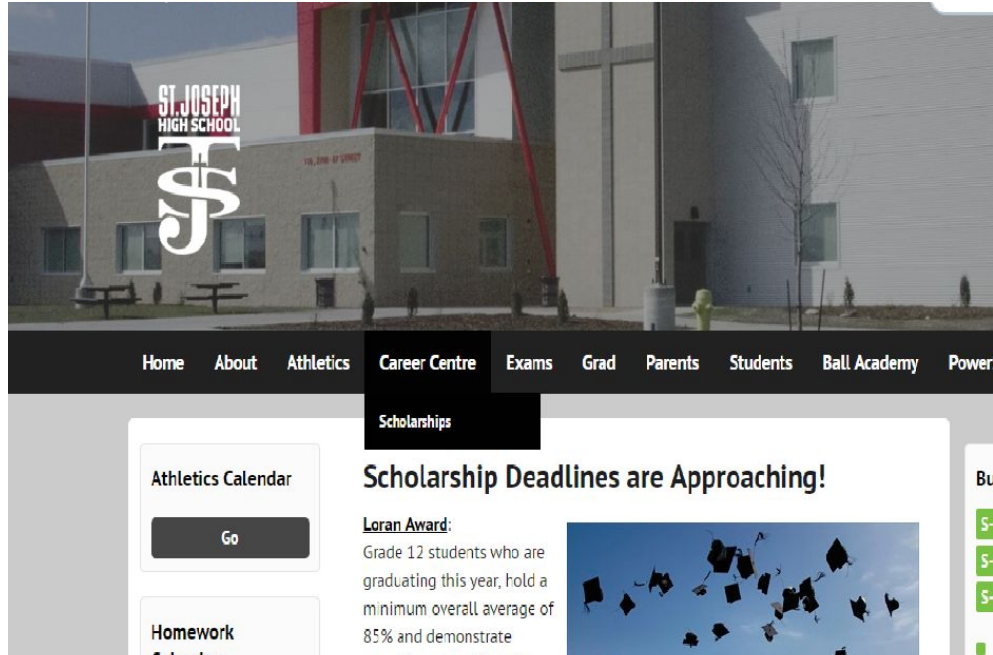 ST. JOSEPH
HIGH SCHOOL
Home About Athletics Career Centre Exams Grad Parents Students Ball Academy Power
Scholarships
Athletics Calendar
Go
Homework
Scholarship Deadlines are Approaching!
Loran Award:
Grade 12 students who are
graduating this year, hold a
minimum overall average of
85% and demonstrate
Bu
S-
S-
S-